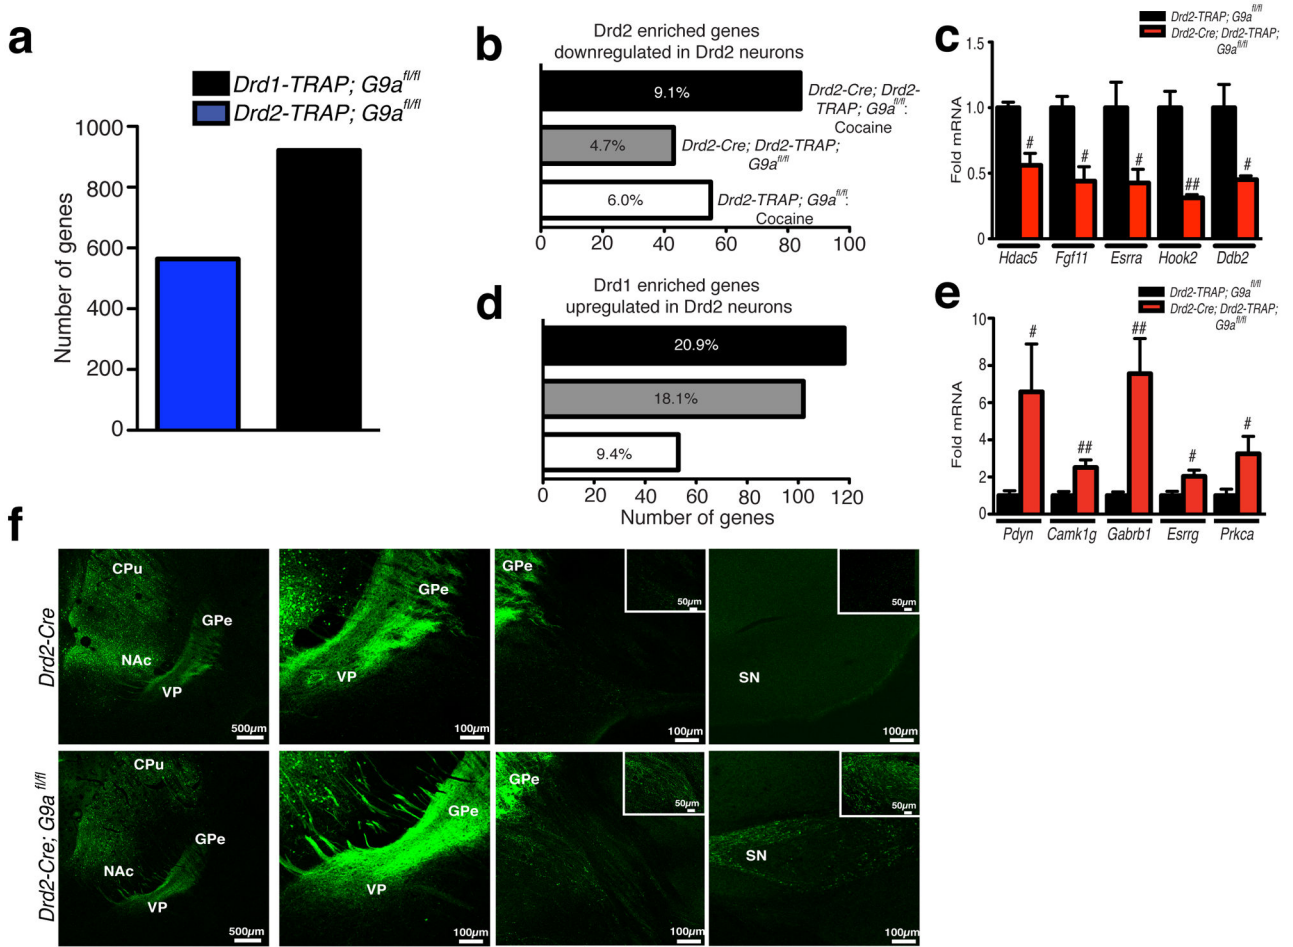 a
Drd1-TRAP; G9a^fl/fl
Drd2-TRAP; G9a^fl/fl
Number of genes
1000
800
600
400
200
0
b
Drd2 enriched genes
downregulated in Drd2 neurons
9.1%
Drd2-Cre; Drd2-
TRAP; G9a^fl/fl:
Cocaine
4.7%
Drd2-Cre; Drd2-TRAP;
G9a^fl/fl
6.0%
Drd2-TRAP; G9a^fl/fl:
Cocaine
0 20 40 60 80 100
c
Drd2-TRAP; G9a^fl/fl
Drd2-Cre; Drd2-TRAP;
G9a^fl/fl
Fold mRNA
1.5
1.0
0.5
0
# # # ## #
Hdac5 Fgf11 Esrra Hook2 Ddb2
d
Drd1 enriched genes
upregulated in Drd2 neurons
20.9%
18.1%
9.4%
0 20 40 60 80 100 120
Number of genes
e
Drd2-TRAP; G9a^fl/fl
Drd2-Cre; Drd2-TRAP;
G9a^fl/fl
Fold mRNA
10
8
6
4
2
0
# ## ## # #
Pdyn Camk1g Gabrb1 Esrrg Prkca
f
Drd2-Cre
CPu
GPe
NAc
VP
500µm
GPe
VP
100µm
GPe
50µm
100µm
50µm
SN
100µm
Drd2-Cre; G9a^fl/fl
CPu
GPe
NAc
VP
500µm
GPe
VP
100µm
GPe
50µm
100µm
50µm
SN
100µm